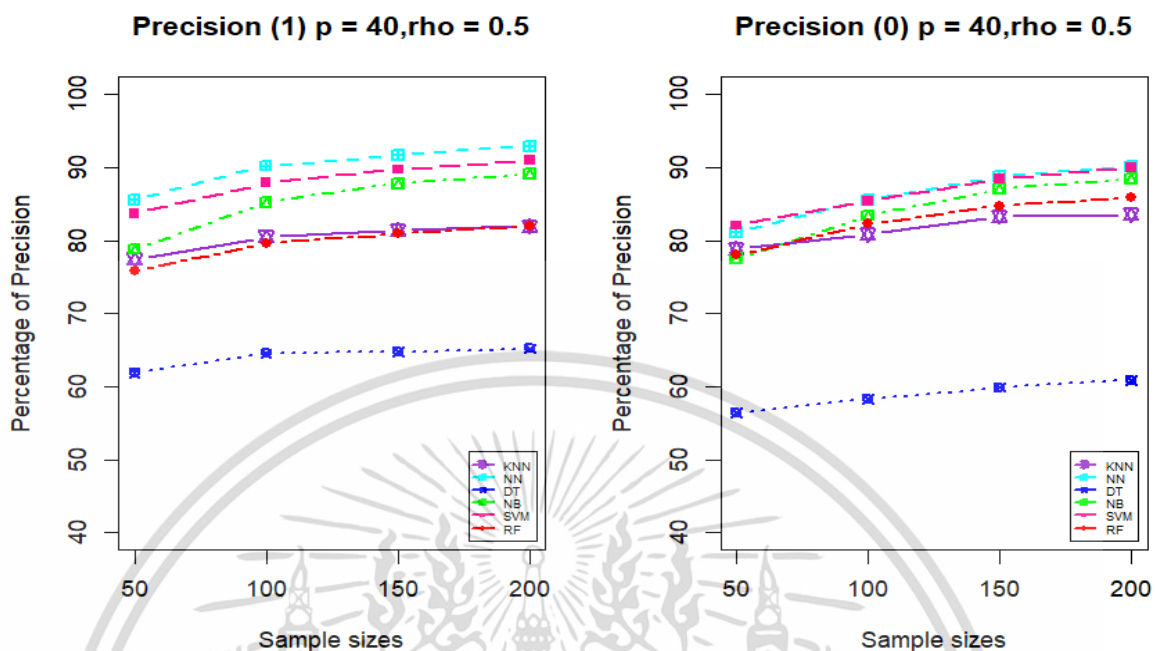 Precision (1) p = 40,rho = 0.5
Percentage of Precision
100
90
80
70
60
50
40
50 100 150 200
Sample sizes
KNN
NN
DT
NB
SVM
RF
Precision (0) p = 40,rho = 0.5
Percentage of Precision
100
90
80
70
60
50
40
50 100 150 200
Sample sizes
KNN
NN
DT
NB
SVM
RF